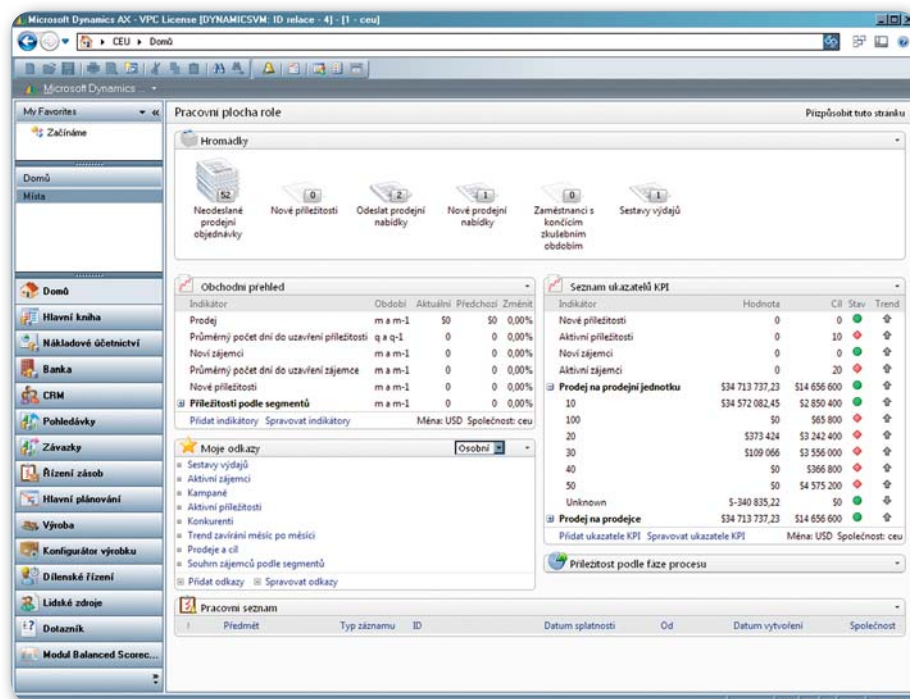 Microsoft Dynamics AX - VPC License [DYNAMICSVM: ID relace - 4] - [1 - ceu]
CEU Domů
Microsoft Dynamics ...
My Favorites
Začínáme
Domů
Místa
Domů
Hlavní kniha
Nákladové účetnictví
Banka
CRM
Pohledávky
Závazky
Řízení zásob
Hlavní plánování
Výroba
Konfigurátor výrobku
Dílenské řízení
Lidské zdroje
Dotazník
Modul Balanced Scorec...
Pracovní plocha role
Přizpůsobit tuto stránku
Hromádky
52
Neodeslané prodejní objednávky
0
Nové příležitosti
2
Odeslat prodejní nabídky
1
Nové prodejní nabídky
0
Zaměstnanci s končícím zkušebním obdobím
1
Sestavy výdajů
Obchodní přehled
Indikátor Období Aktuální Předchozí Změnit
Prodej m a m-1 $0 $0 0,00%
Průměrný počet dní do uzavření příležitosti q a q-1 0 0 0,00%
Noví zájemci m a m-1 0 0 0,00%
Průměrný počet dní do uzavření zájemce m a m-1 0 0 0,00%
Nové příležitosti m a m-1 0 0 0,00%
Příležitosti podle segmentů m a m-1 0 0 0,00%
Přidat indikátory Spravovat indikátory Měna: USD Společnost: ceu
Moje odkazy Osobní
Sestavy výdajů
Aktivní zájemci
Kampaně
Aktivní příležitosti
Konkurenti
Trend zavírání měsíc po měsíci
Prodeje a cíl
Souhrn zájemců podle segmentů
Přidat odkazy Spravovat odkazy
Seznam ukazatelů KPI
Indikátor Hodnota Cíl Stav Trend
Nové příležitosti 0 0
Aktivní příležitosti 0 10
Noví zájemci 0 0
Aktivní zájemci 0 20
Prodej na prodejní jednotku $34 713 737,23 $14 656 600
10 $34 572 082,45 $2 850 400
100 $0 $65 800
20 $373 424 $3 242 400
30 $109 066 $3 556 000
40 $0 $366 800
50 $0 $4 575 200
Unknown $-340 835,22 $0
Prodej na prodejce $34 713 737,23 $14 656 600
Přidat ukazatele KPI Spravovat ukazatele KPI Měna: USD Společnost: ceu
Příležitost podle fáze procesu
Pracovní seznam
! Předmět Typ záznamu ID Datum splatnosti Od Datum vytvoření Společnost